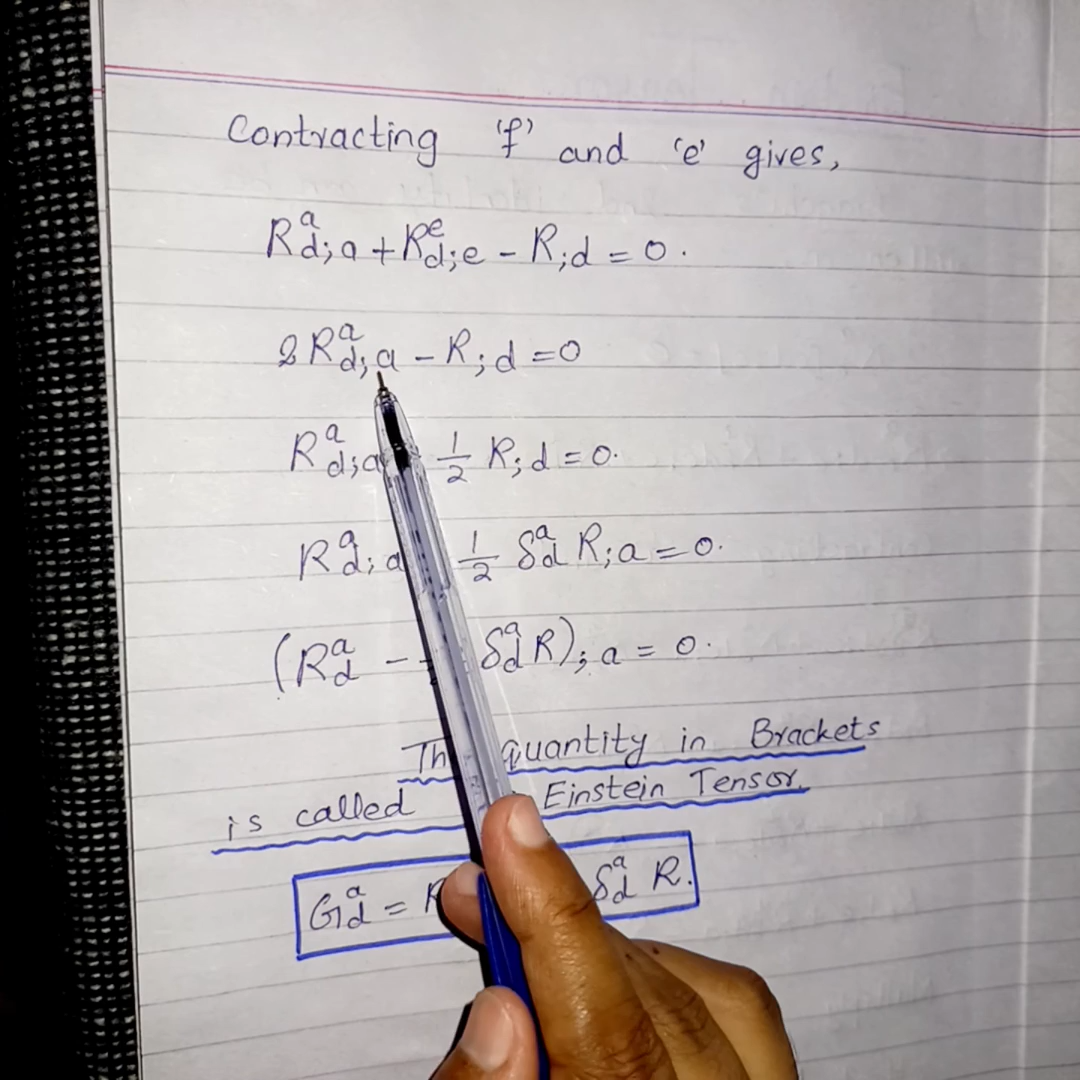 Contracting 'f' and 'e' gives,
R^a_{d;a} + R^e_{d;e} - R_{;d} = 0.
2R^a_{d;a} - R_{;d} = 0
R^a_{d;a} 1/2 R_{;d} = 0.
R^a_{d;a} 1/2 δ^a_d R_{;a} = 0.
(R^a_d - δ^a_d R)_{;a} = 0.
quantity in Brackets
is called Einstein Tensor.
G^a_d = R δ^a_d R.